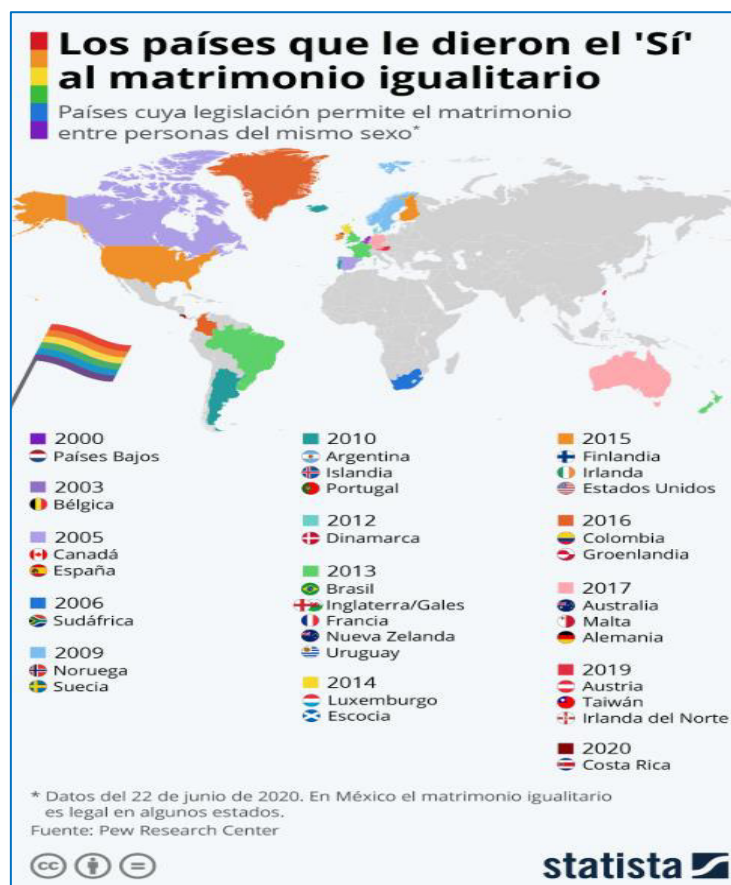 Los países que le dieron el 'Sí'
al matrimonio igualitario
Países cuya legislación permite el matrimonio
entre personas del mismo sexo*
2000
Países Bajos
2003
Bélgica
2005
Canadá
España
2006
Sudáfrica
2009
Noruega
Suecia
2010
Argentina
Islandia
Portugal
2012
Dinamarca
2013
Brasil
Inglaterra/Gales
Francia
Nueva Zelanda
Uruguay
2014
Luxemburgo
Escocia
2015
Finlandia
Irlanda
Estados Unidos
2016
Colombia
Groenlandia
2017
Australia
Malta
Alemania
2019
Austria
Taiwán
Irlanda del Norte
2020
Costa Rica
* Datos del 22 de junio de 2020. En México el matrimonio igualitario
es legal en algunos estados.
Fuente: Pew Research Center
cc
statista